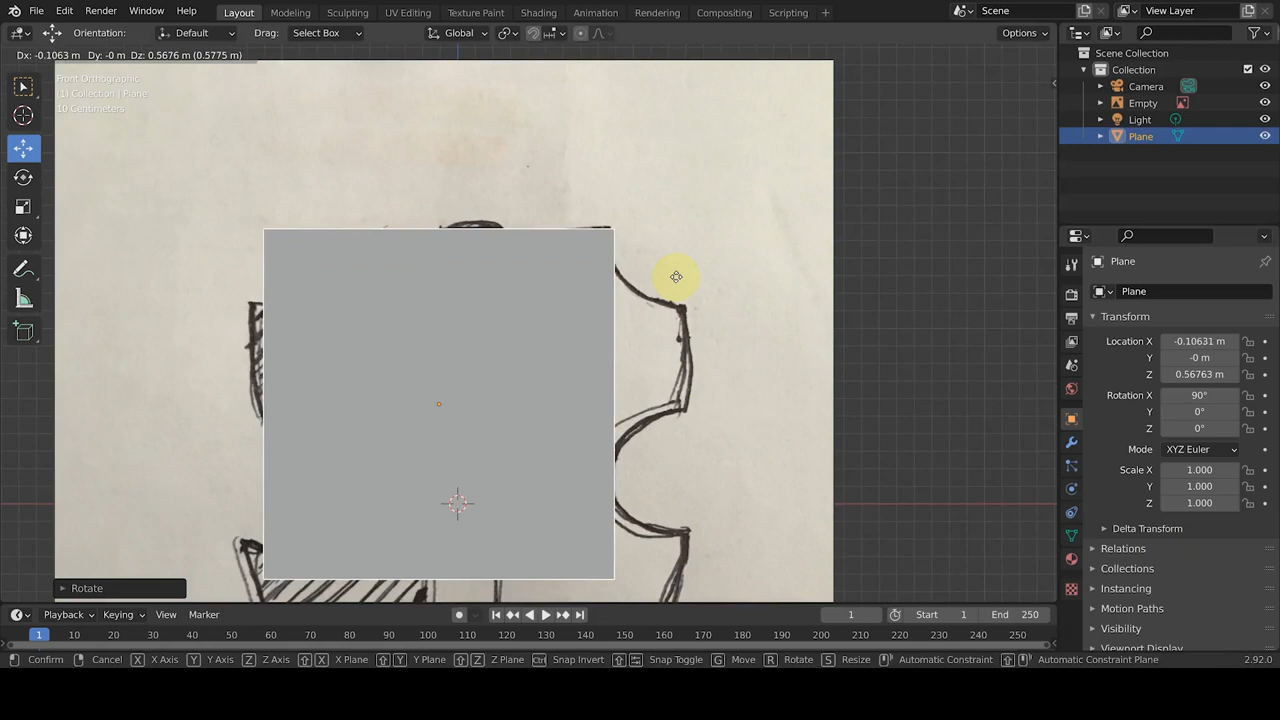 File Edit Render Window Help Layout Modeling Sculpting UV Editing Texture Paint Shading Animation Rendering Compositing Scripting + Scene View Layer
Orientation: Default Drag: Select Box Global Options
Dx: -0.1063 m Dy: -0 m Dz: 0.5676 m (0.5775 m)
Front Orthographic
(1) Collection | Plane
10 Centimeters
Rotate
Scene Collection
Collection
Camera
Empty
Light
Plane
Plane
Plane
Transform
Location X -0.10631 m
Y -0 m
Z 0.56763 m
Rotation X 90°
Y 0°
Z 0°
Mode XYZ Euler
Scale X 1.000
Y 1.000
Z 1.000
Delta Transform
Relations
Collections
Instancing
Motion Paths
Visibility
Viewport Display
Playback Keying View Marker 1 Start 1 End 250
1 10 20 30 40 50 60 70 80 90 100 110 120 130 140 150 160 170 180 190 200 210 220 230 240 250
Confirm Cancel X X Axis Y Y Axis Z Z Axis X X Plane Y Y Plane Z Z Plane Ctrl Snap Invert Snap Toggle G Move R Rotate S Resize Automatic Constraint Automatic Constraint Plane 2.92.0